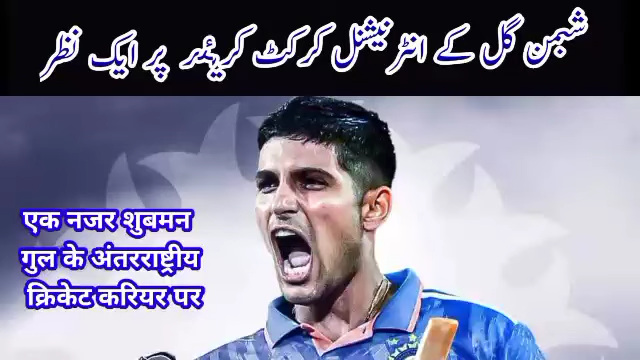 شبمن گل کے انٹرنیشنل کرکٹ کریئر پر ایک نظر
एक नजर शुबमन
गुल के अंतरराष्ट्रीय
क्रिकेट करियर पर